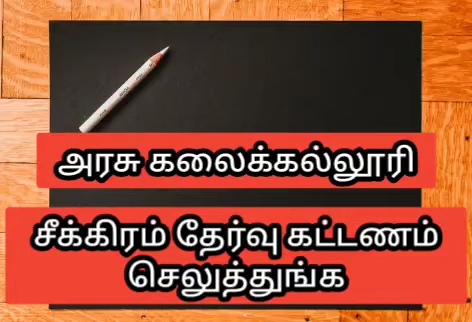 அரசு கலைக்கல்லூரி
சீக்கிரம் தேர்வு கட்டணம்
செலுத்துங்க